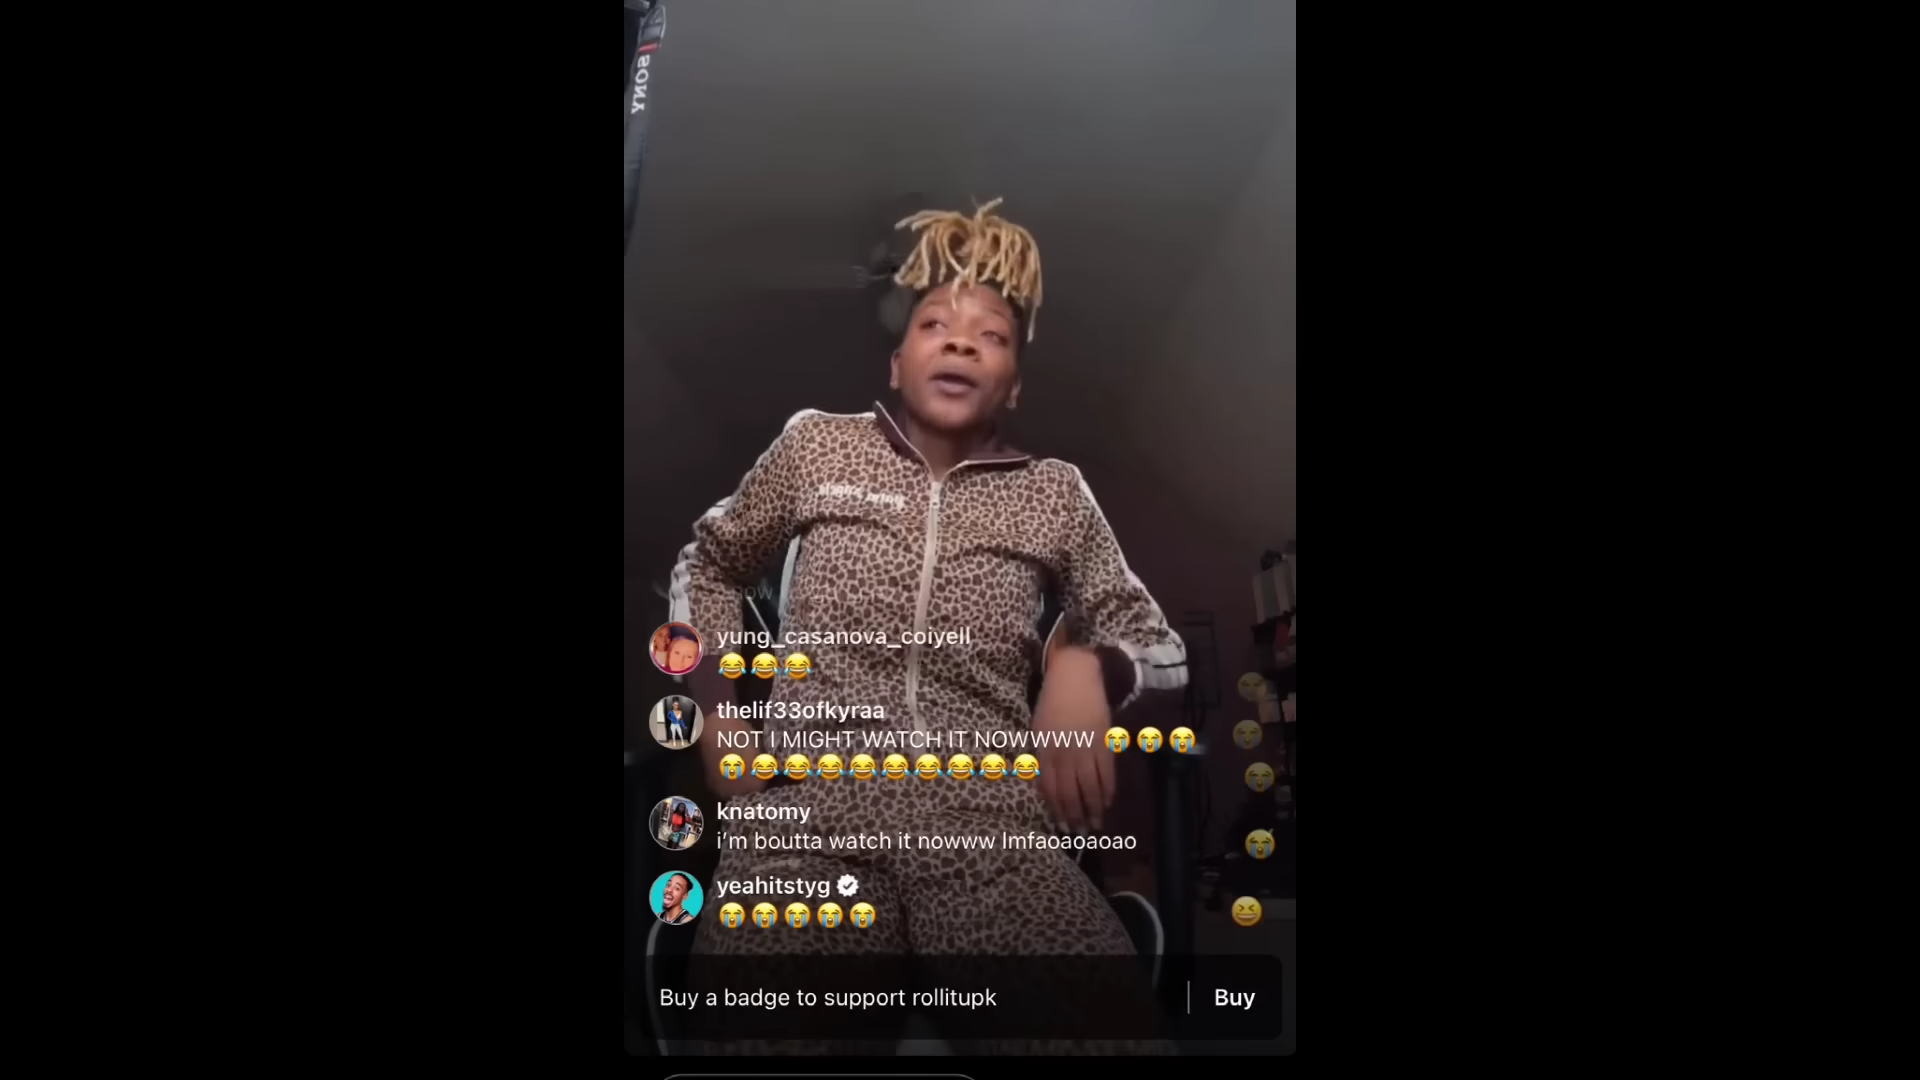 SONY
yung_casanova_coiyell
😂😂😂
thelif33ofkyraa
NOT I MIGHT WATCH IT NOWWWW 😭😭😭
😭😂😂😂😂😂😂😂😂😂
knatomy
i’m boutta watch it nowww lmfaoaoaoao
yeahitstyg
😭😭😭😭😭
Buy a badge to support rollitupk
Buy